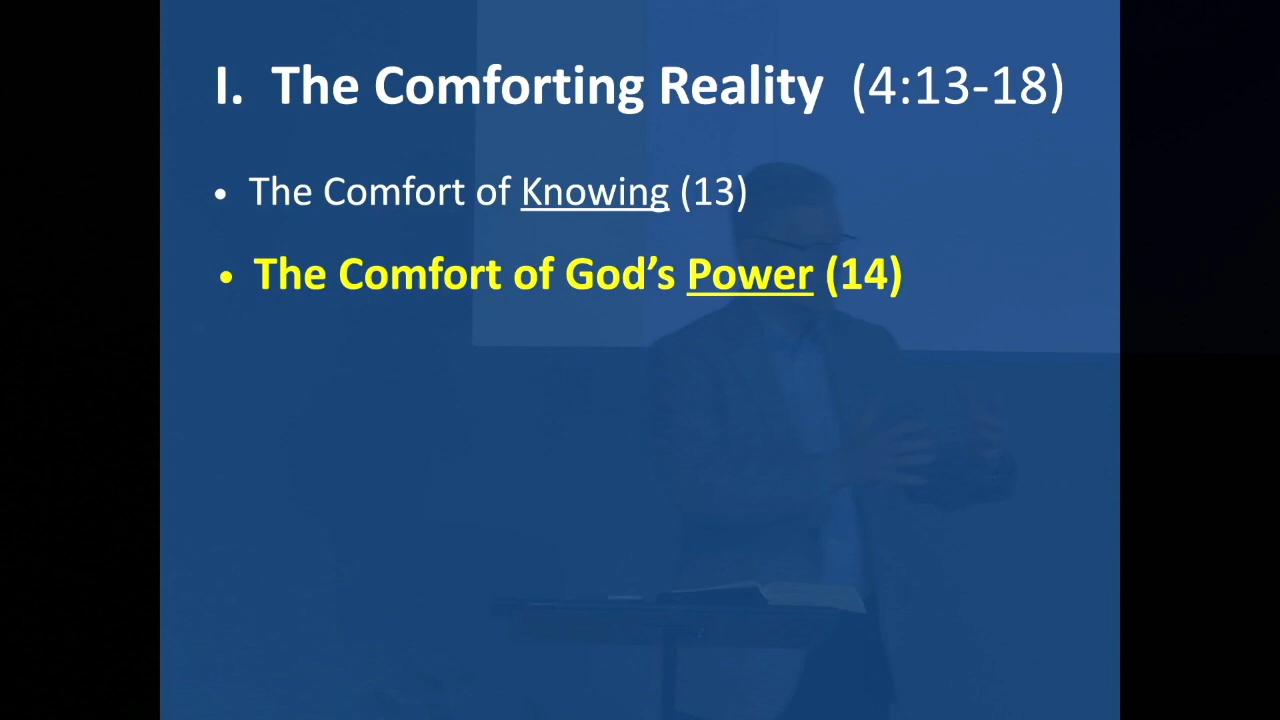 I. The Comforting Reality (4:13-18)
• The Comfort of Knowing (13)
• The Comfort of God’s Power (14)